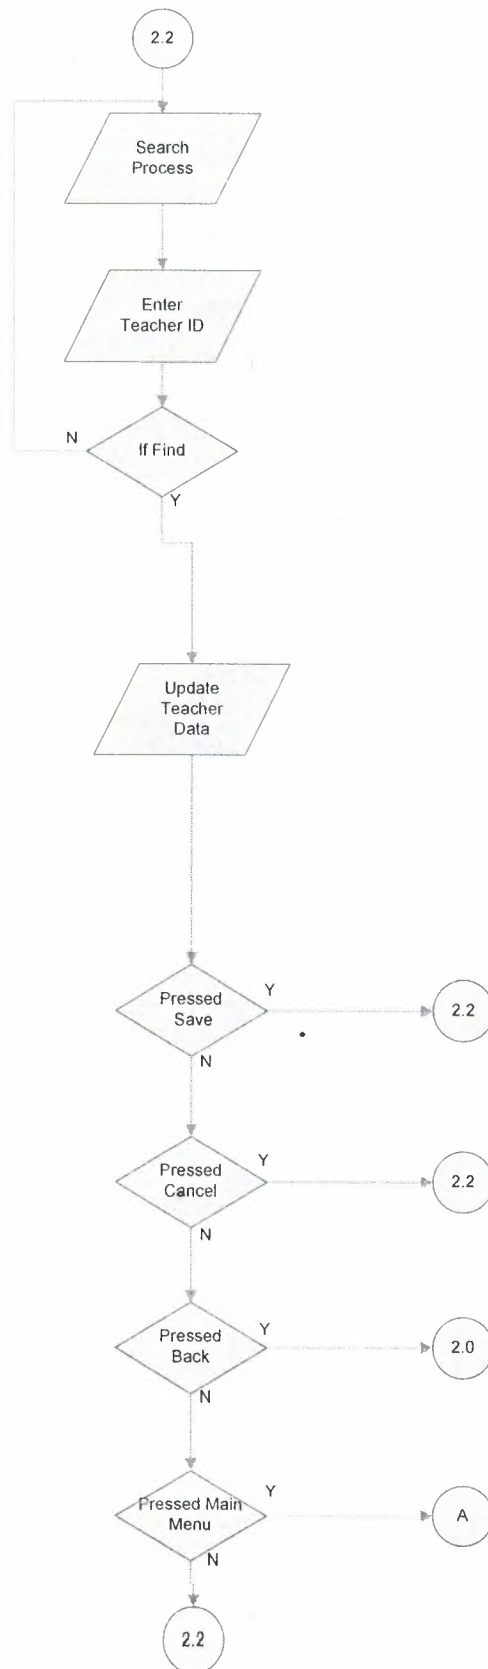 2.2
Search
Process
Enter
Teacher ID
N
If Find
Y
Update
Teacher
Data
Pressed
Save
Y
2.2
N
Pressed
Cancel
Y
2.2
N
Pressed
Back
Y
2.0
N
Pressed Main
Menu
Y
A
N
2.2